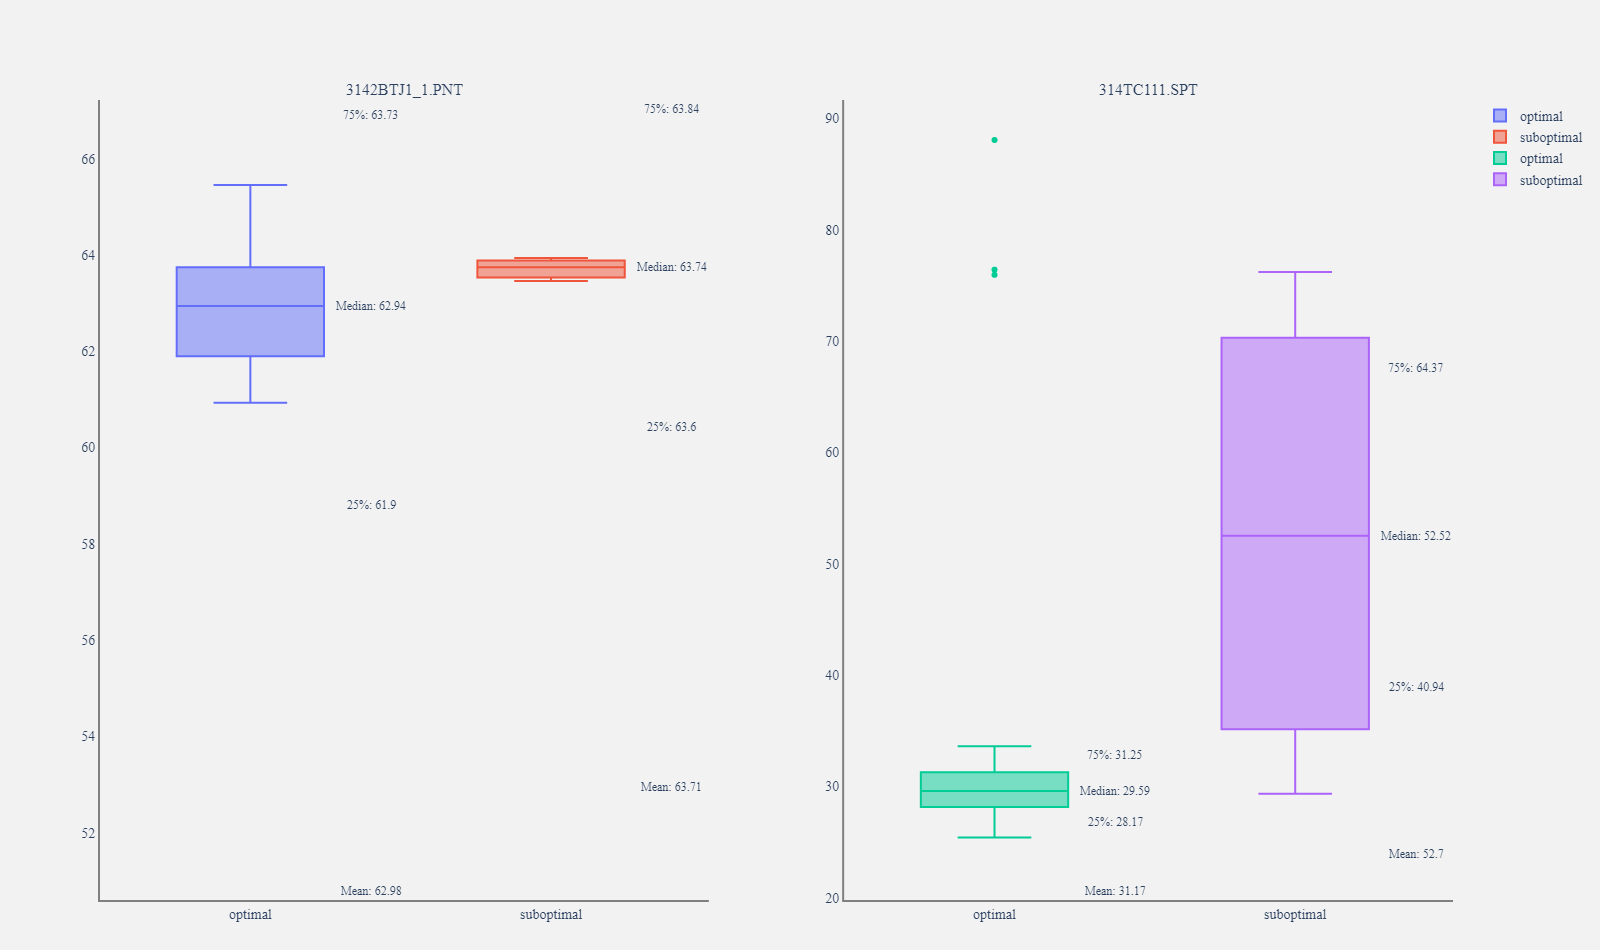 3142BTJ1_1.PNT
75%: 63.73
75%: 63.84
66
64
62
60
58
56
54
52
Median: 62.94
Median: 63.74
25%: 63.6
25%: 61.9
Mean: 63.71
Mean: 62.98
optimal
suboptimal
314TC111.SPT
90
80
70
60
50
40
30
20
75%: 64.37
Median: 52.52
25%: 40.94
75%: 31.25
Median: 29.59
25%: 28.17
Mean: 52.7
Mean: 31.17
optimal
suboptimal
optimal
suboptimal
optimal
suboptimal